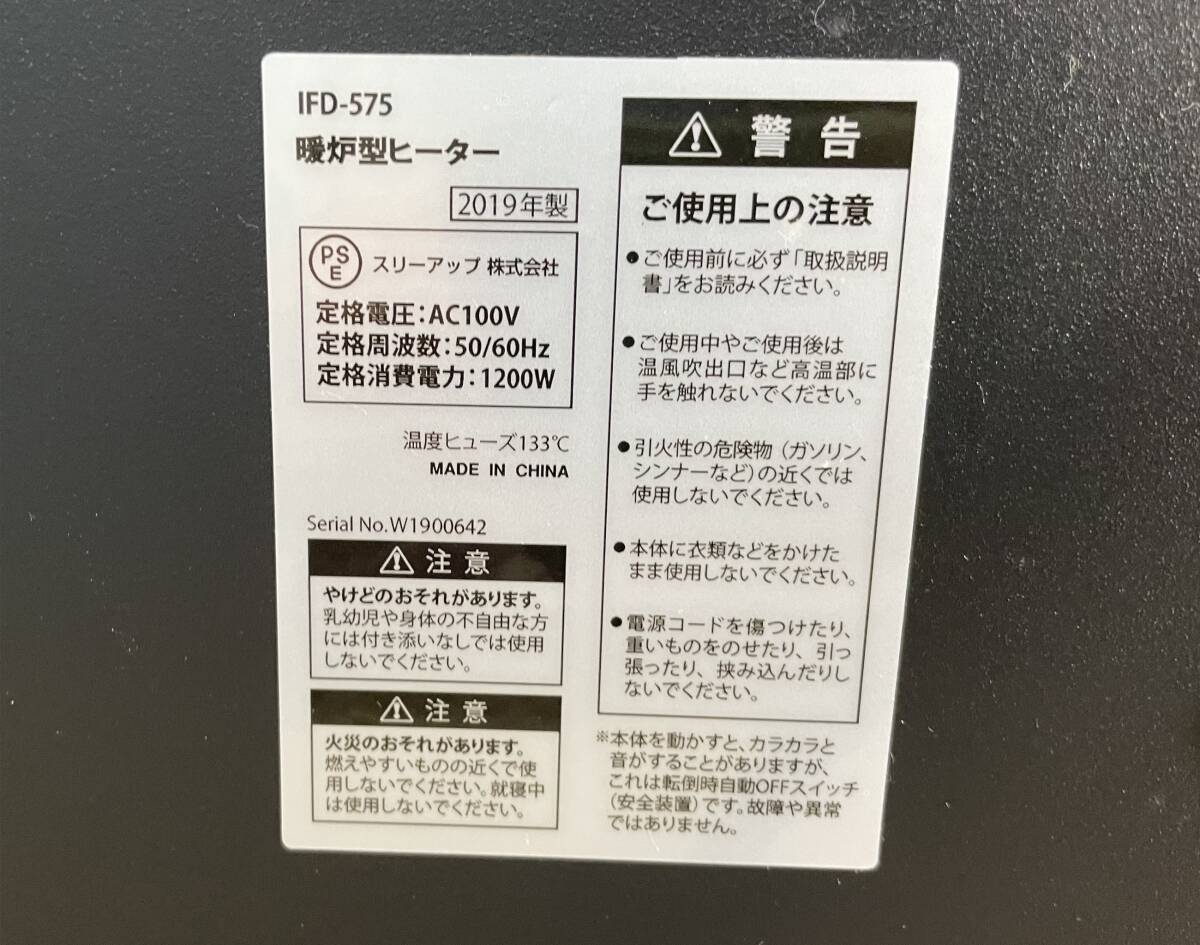 IFD-575
暖炉型ヒーター
2019年製
PSE
スリーアップ 株式会社
定格電圧：AC100V
定格周波数：50/60Hz
定格消費電力：1200W
温度ヒューズ133℃
MADE IN CHINA
Serial No.W1900642
注意
やけどのおそれがあります。
乳幼児や身体の不自由な方
には付き添いなしでは使用
しないでください。
注意
火災のおそれがあります。
燃えやすいものの近くで使
用しないでください。就寝中
は使用しないでください。
警告
ご使用上の注意
●ご使用前に必ず「取扱説明
書」をお読みください。
●ご使用中やご使用後は
温風吹出口など高温部に
手を触れないでください。
●引火性の危険物（ガソリン、
シンナーなど）の近くでは
使用しないでください。
●本体に衣類などをかけた
まま使用しないでください。
●電源コードを傷つけたり、
重いものをのせたり、引っ
張ったり、挟み込んだりし
ないでください。
※本体を動かすと、カラカラと
音がすることがありますが、
これは転倒時自動OFFスイッチ
（安全装置）です。故障や異常
ではありません。